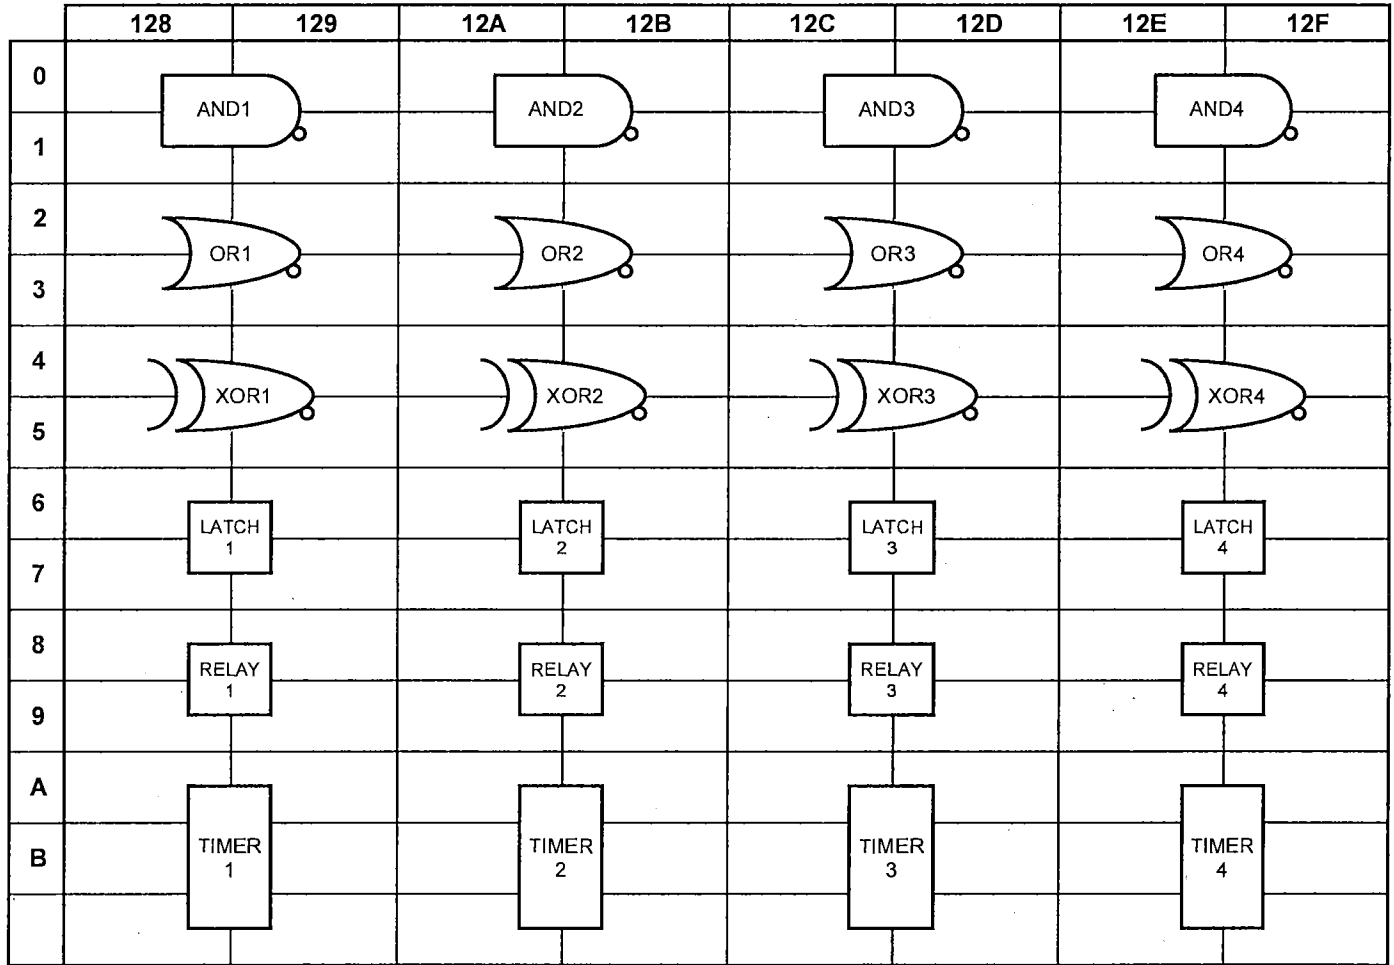 128 129 12A 12B 12C 12D 12E 12F
0
AND1 AND2 AND3 AND4
1
2
OR1 OR2 OR3 OR4
3
4
XOR1 XOR2 XOR3 XOR4
5
6
LATCH LATCH LATCH LATCH
1 2 3 4
7
8
RELAY RELAY RELAY RELAY
1 2 3 4
9
A
TIMER TIMER TIMER TIMER
B
1 2 3 4